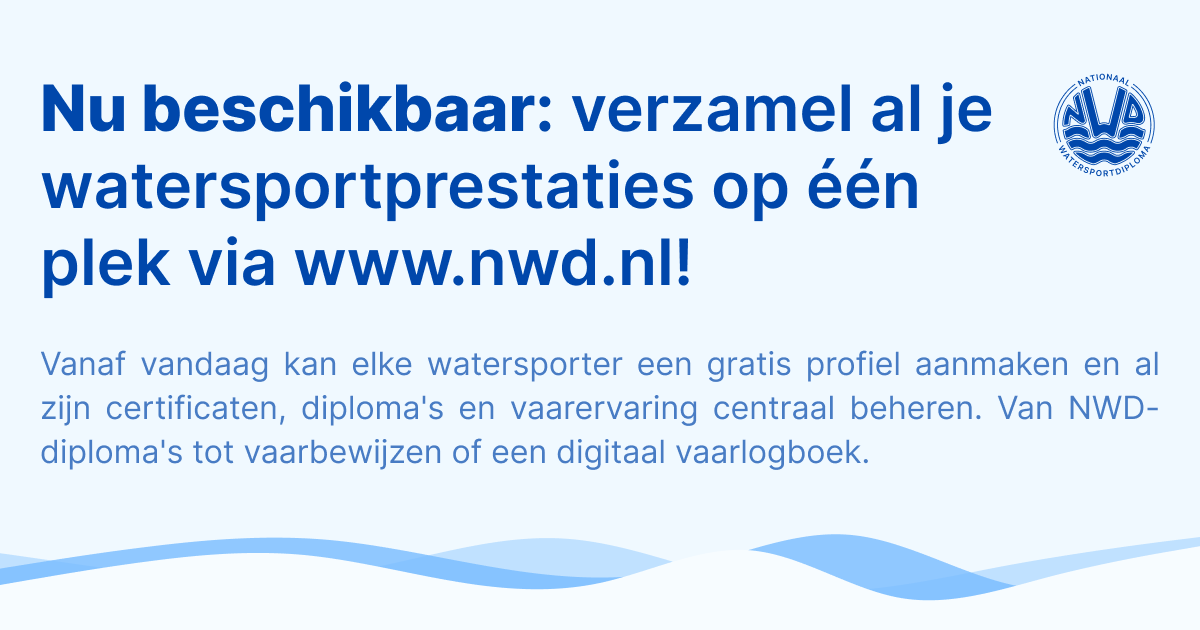 Nu beschikbaar: verzamel al je
watersportprestaties op één
plek via www.nwd.nl!
NATIONAAL
NWD
WATERSPORTDIPLOMA
Vanaf vandaag kan elke watersporter een gratis profiel aanmaken en al
zijn certificaten, diploma's en vaarervaring centraal beheren. Van NWD-
diploma's tot vaarbewijzen of een digitaal vaarlogboek.